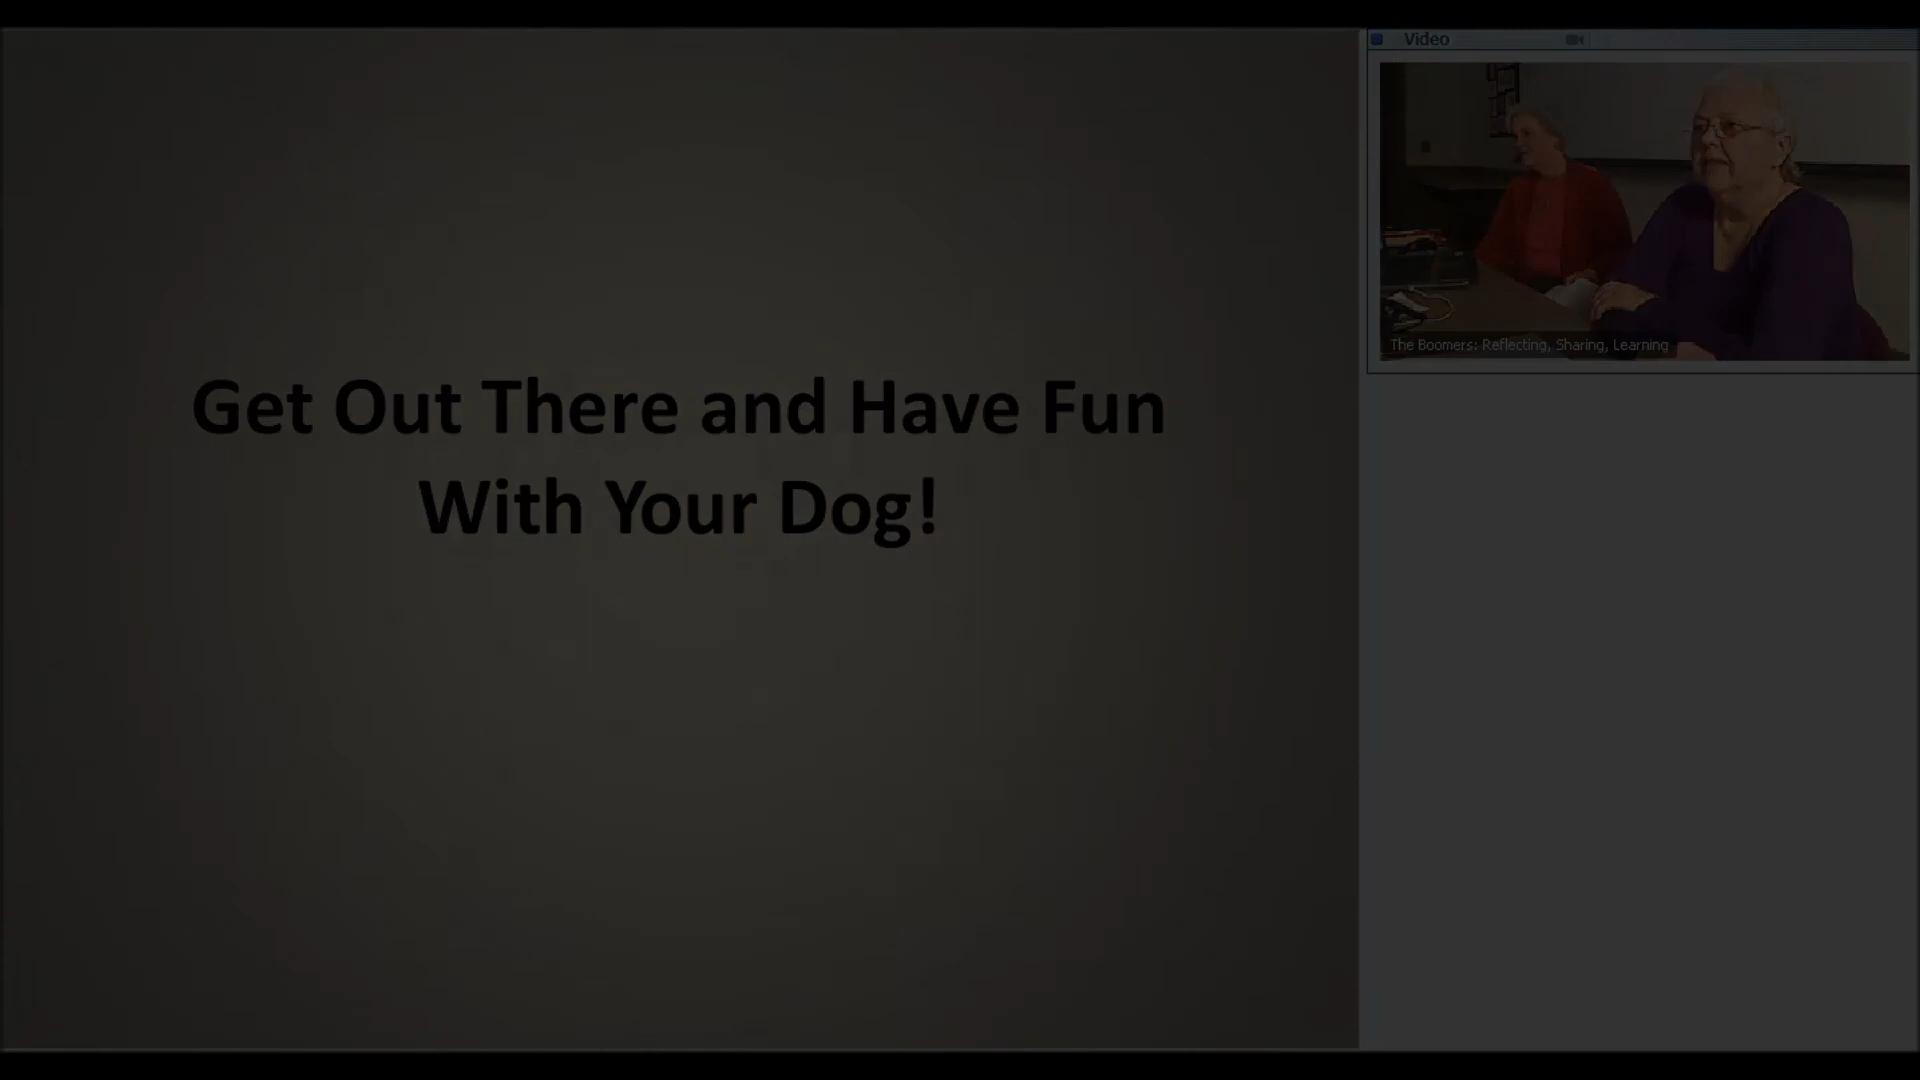 Get Out There and Have Fun
With Your Dog!
Video
The Boomers: Reflecting, Sharing, Learning